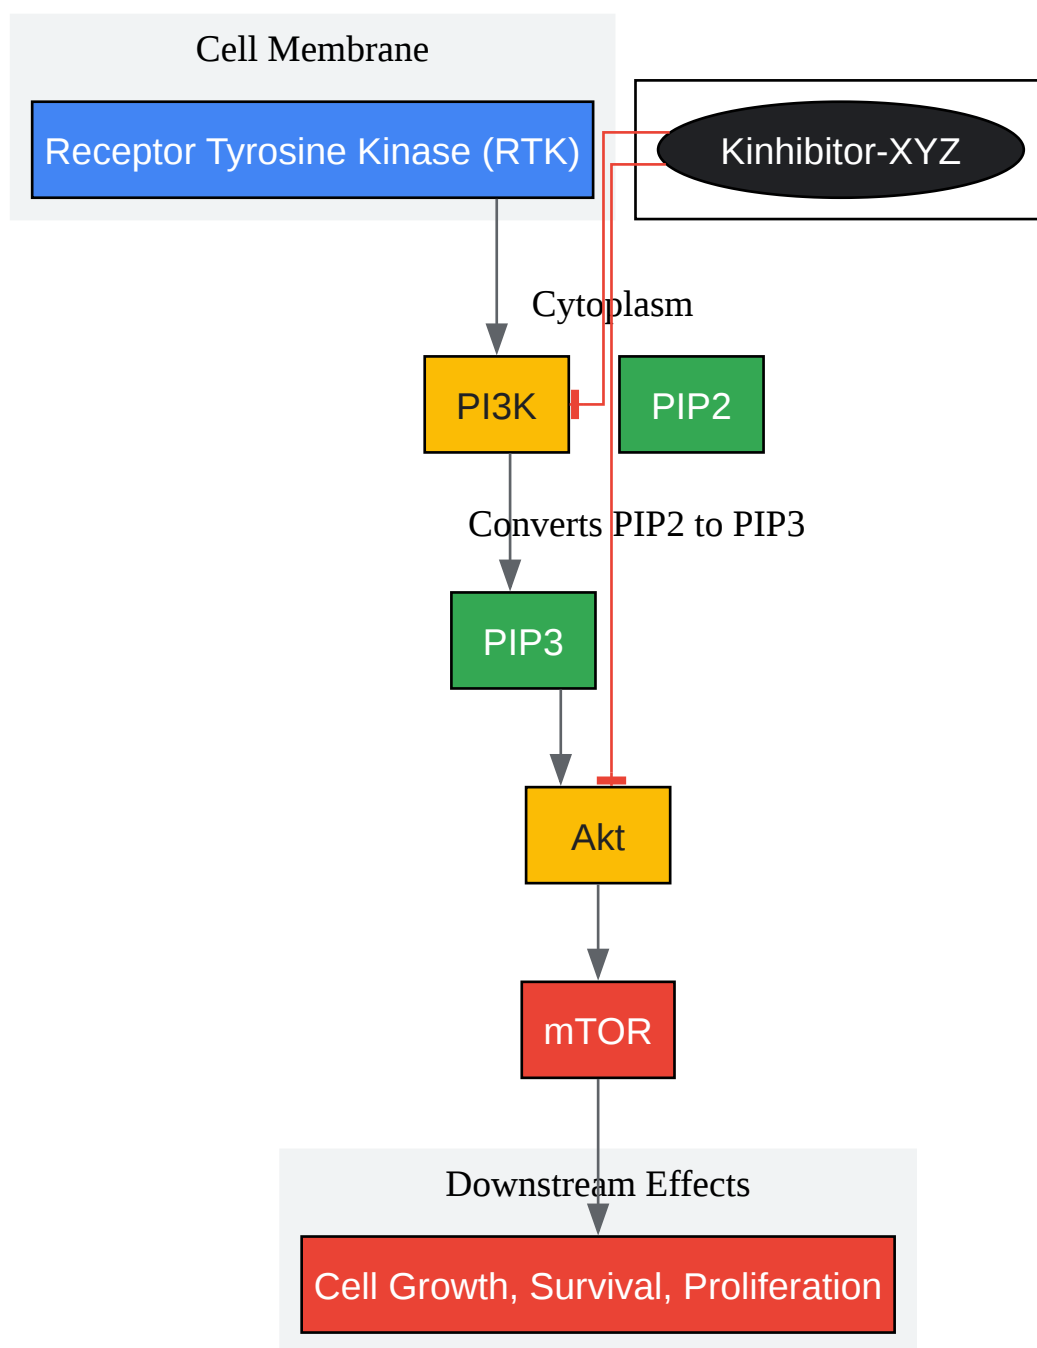 Cell Membrane
Receptor Tyrosine Kinase (RTK)
Kinhibitor-XYZ
Cytoplasm
PI3K
PIP2
Converts PIP2 to PIP3
PIP3
Akt
mTOR
Downstream Effects
Cell Growth, Survival, Proliferation